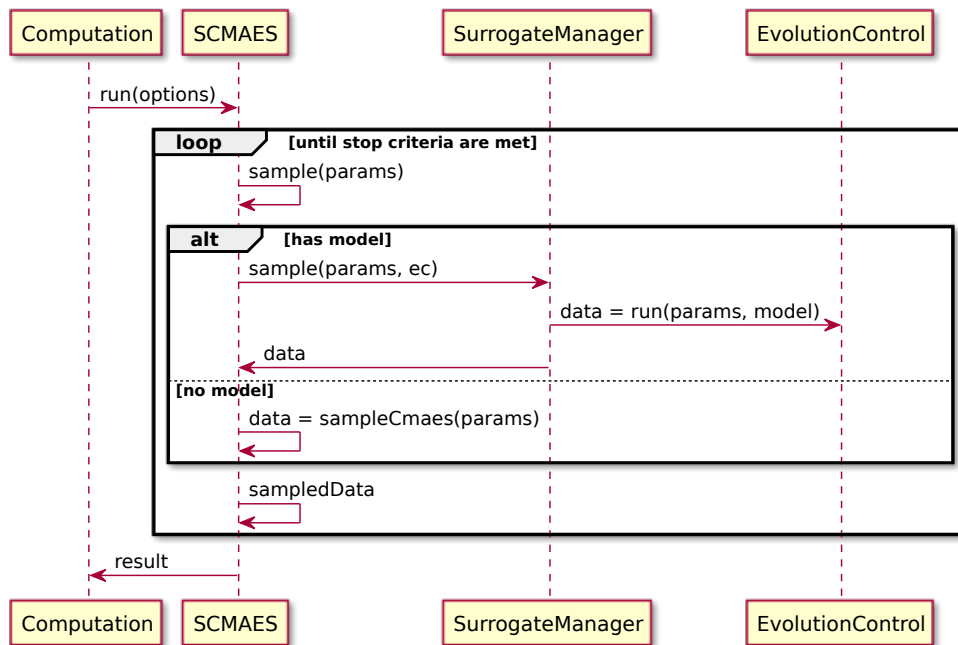 Computation SCMAES SurrogateManager EvolutionControl
run(options)
loop [until stop criteria are met]
sample(params)
alt [has model]
sample(params, ec)
data = run(params, model)
data
[no model]
data = sampleCmaes(params)
sampledData
result
Computation SCMAES SurrogateManager EvolutionControl